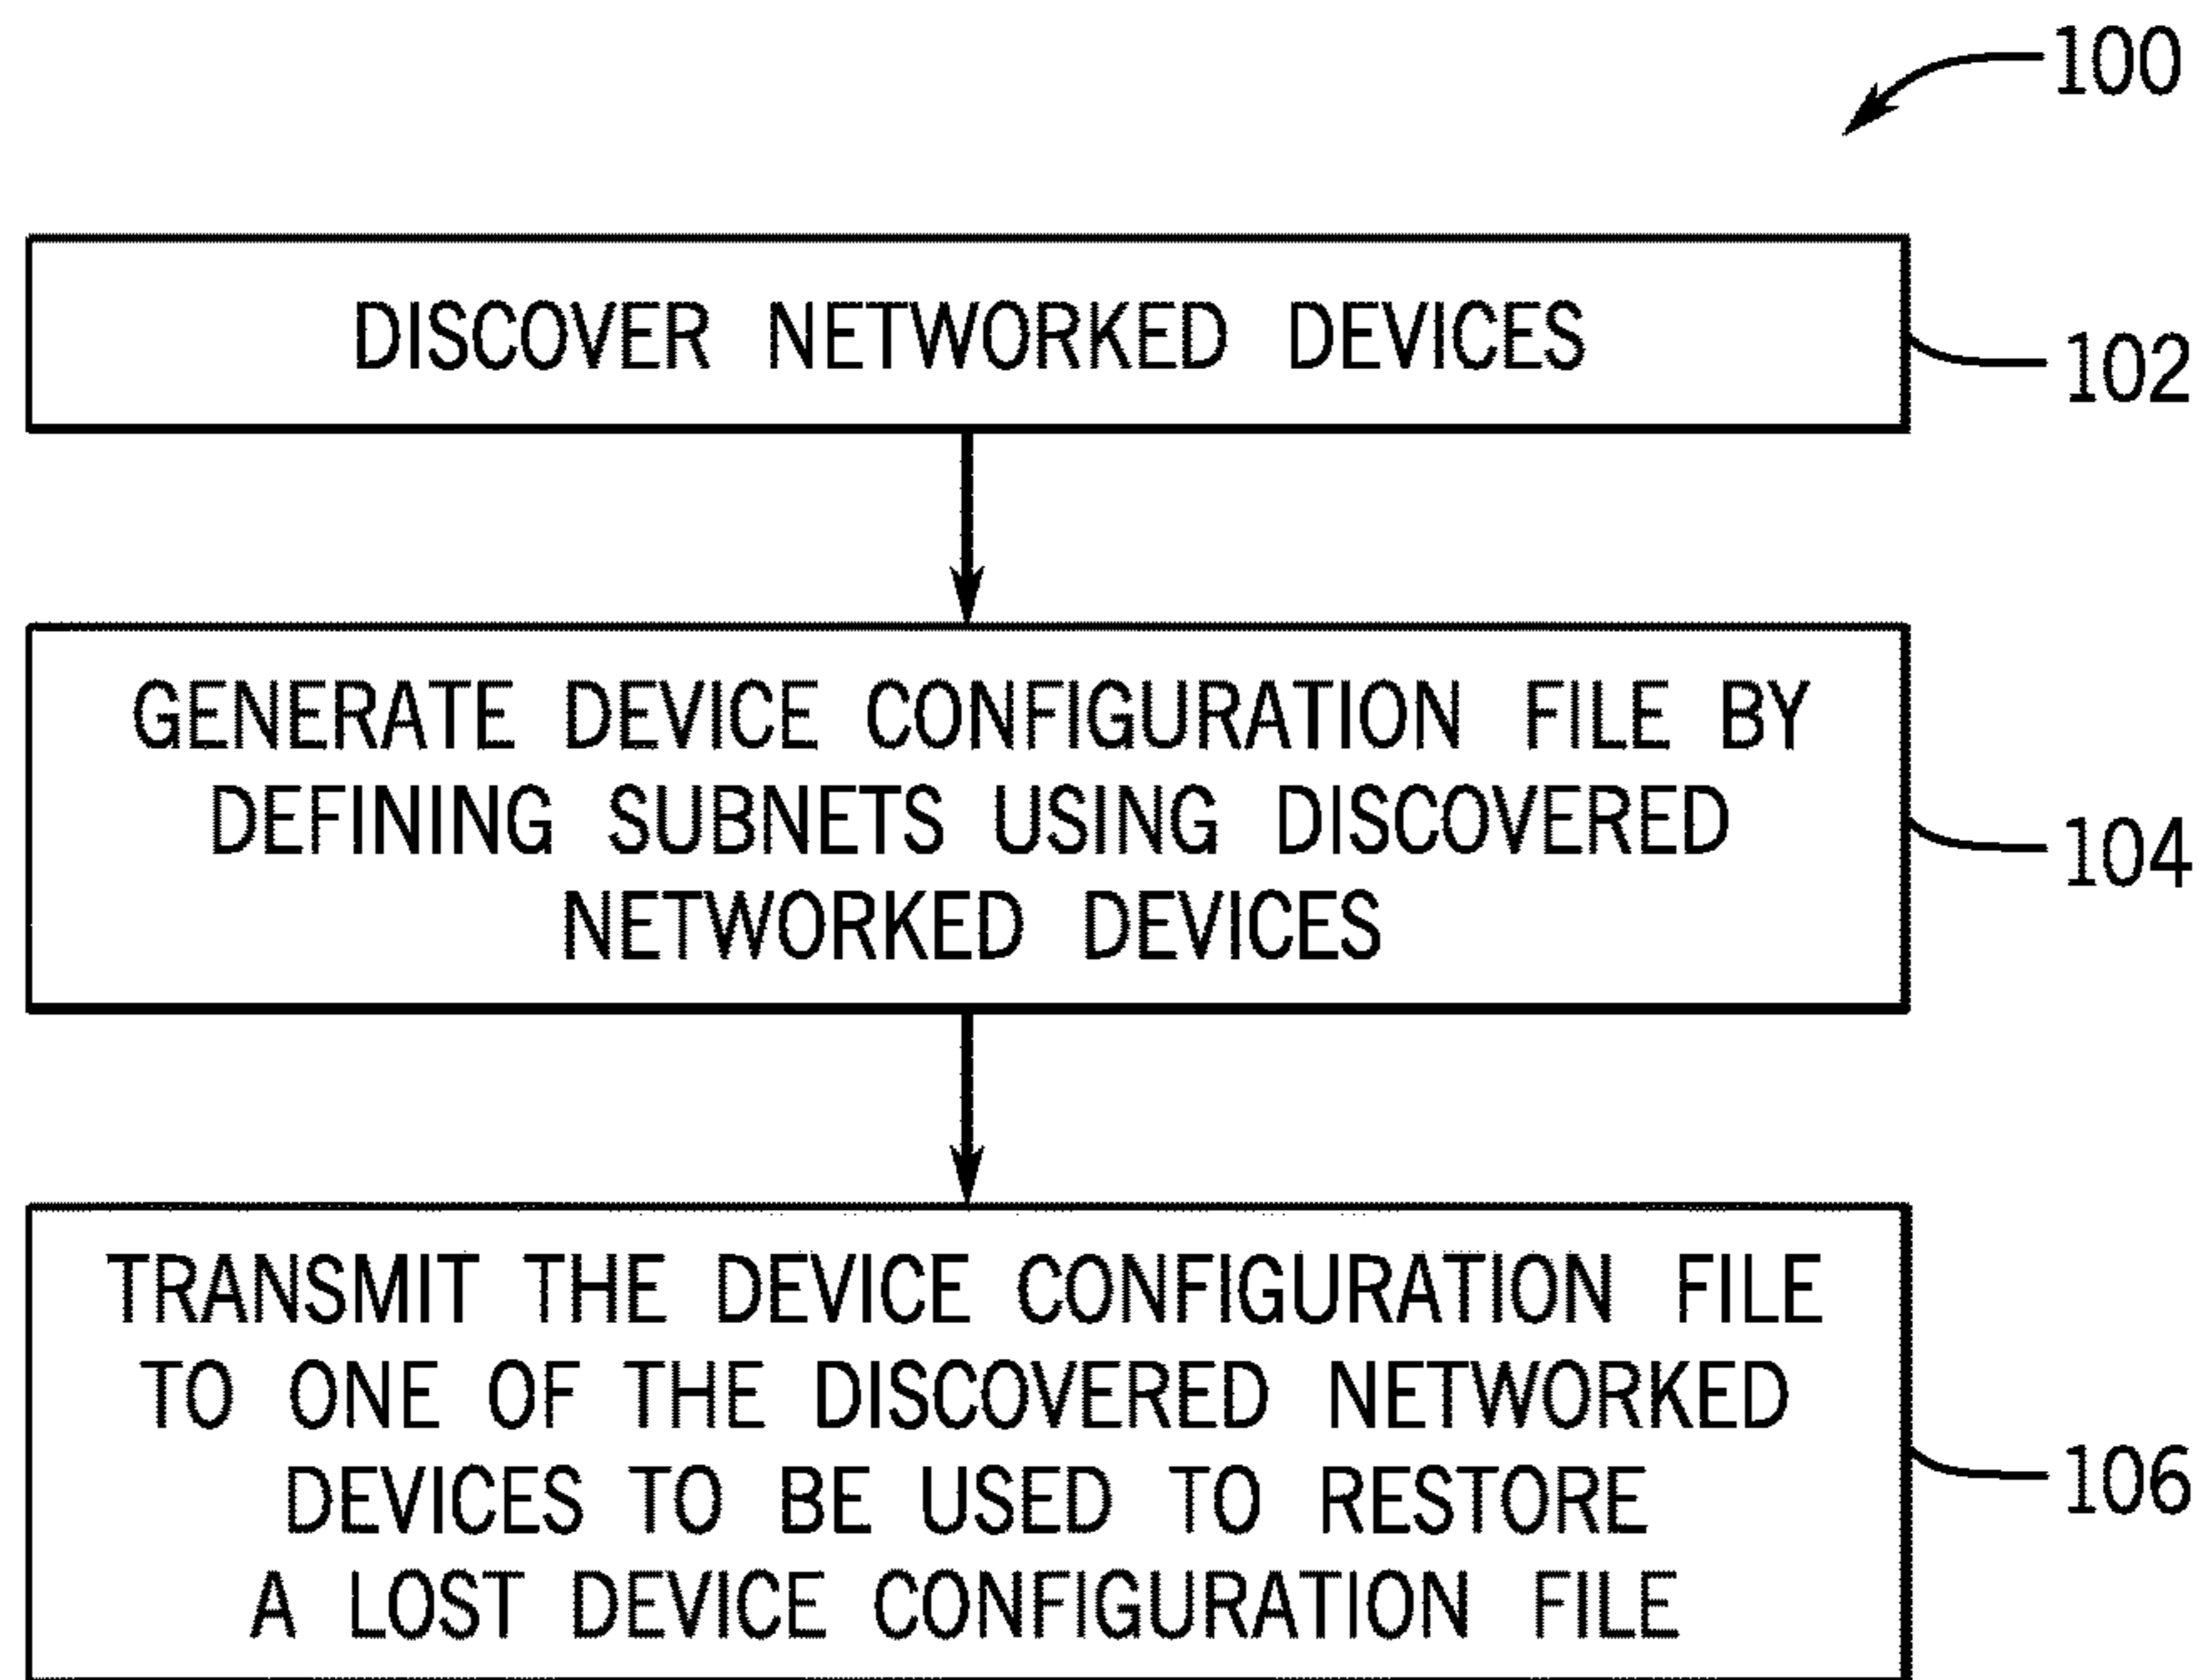 100
DISCOVER NETWORKED DEVICES
102
GENERATE DEVICE CONFIGURATION FILE BY
DEFINING SUBNETS USING DISCOVERED
NETWORKED DEVICES
104
TRANSMIT THE DEVICE CONFIGURATION FILE
TO ONE OF THE DISCOVERED NETWORKED
DEVICES TO BE USED TO RESTORE
A LOST DEVICE CONFIGURATION FILE
106